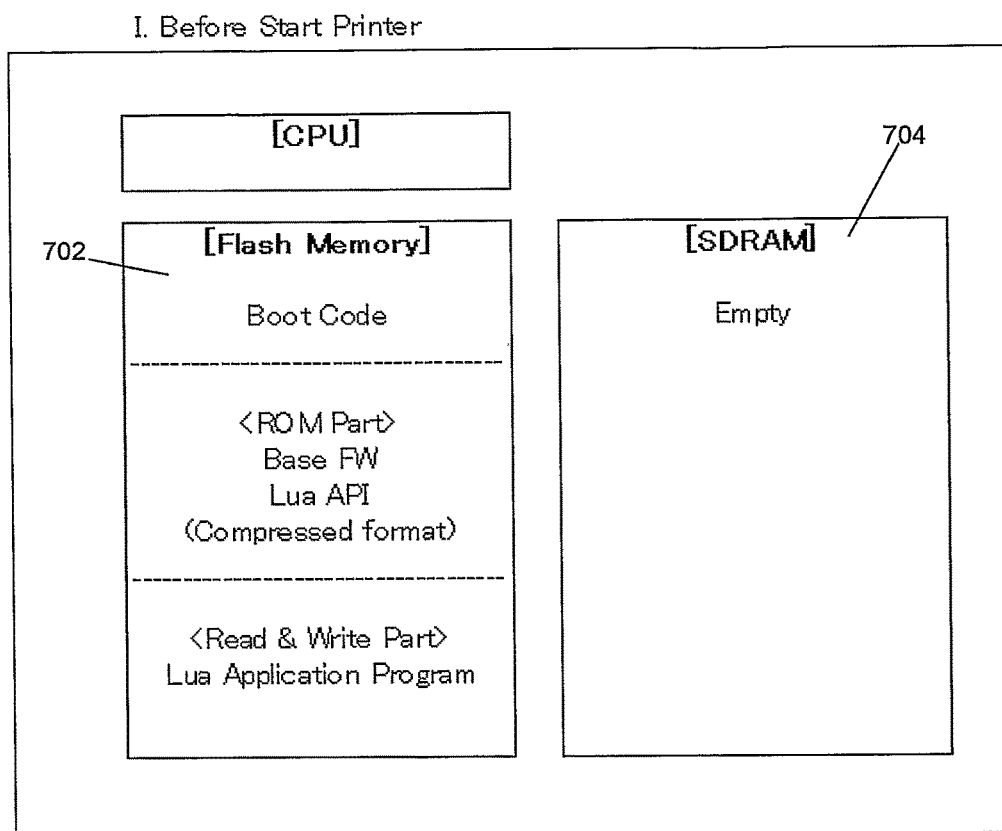 I. Before Start Printer
[CPU]
704
702
[Flash Memory]
Boot Code
<ROM Part>
Base FW
Lua API
(Compressed format)
<Read & Write Part>
Lua Application Program
[SDRAM]
Empty